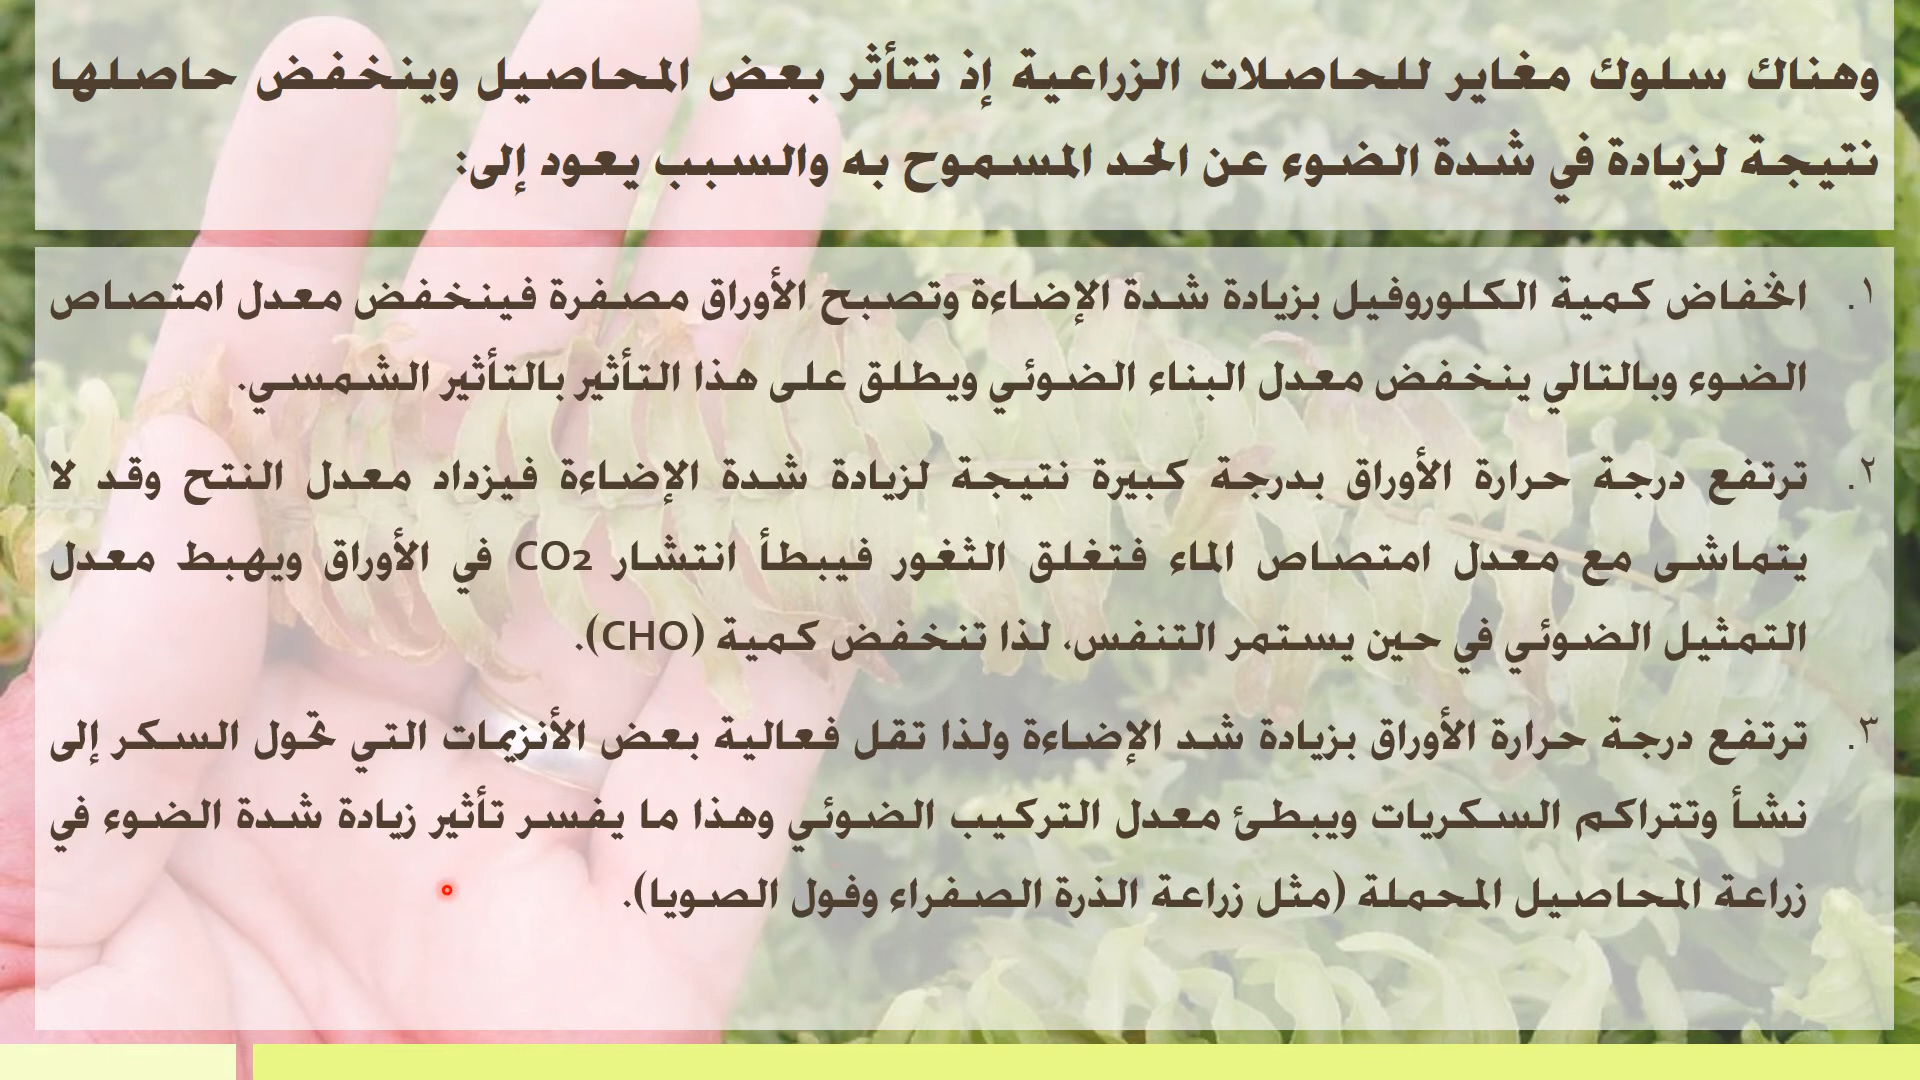 وهناك سلوك مغاير للحاصلات الزراعية إذ تتأثر بعض المحاصيل وينخفض حاصلها
نتيجة لزيادة في شدة الضوء عن الحد المسموح به والسبب يعود إلى:
١. انخفاض كمية الكلوروفيل بزيادة شدة الإضاءة وتصبح الأوراق مصفرة فينخفض معدل امتصاص
الضوء وبالتالي ينخفض معدل البناء الضوئي ويطلق على هذا التأثير بالتأثير الشمسي.
٢. ترتفع درجة حرارة الأوراق بدرجة كبيرة نتيجة لزيادة شدة الإضاءة فيزداد معدل النتح وقد لا
يتماشى مع معدل امتصاص الماء فتغلق الثغور فيبطأ انتشار CO2 في الأوراق ويهبط معدل
التمثيل الضوئي في حين يستمر التنفس، لذا تنخفض كمية (CHO).
٣. ترتفع درجة حرارة الأوراق بزيادة شد الإضاءة ولذا تقل فعالية بعض الأنزيمات التي تحول السكر إلى
نشأ وتتراكم السكريات ويبطئ معدل التركيب الضوئي وهذا ما يفسر تأثير زيادة شدة الضوء في
زراعة المحاصيل المحملة (مثل زراعة الذرة الصفراء وفول الصويا).